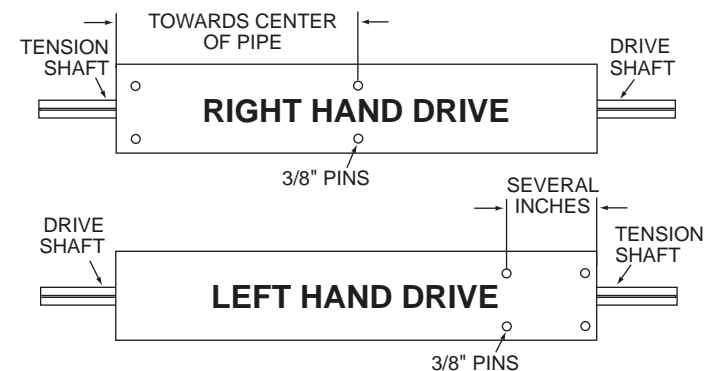 TOWARDS CENTER
OF PIPE
TENSION
SHAFT
DRIVE
SHAFT
RIGHT HAND DRIVE
3/8" PINS
SEVERAL
INCHES
DRIVE
SHAFT
TENSION
SHAFT
LEFT HAND DRIVE
3/8" PINS